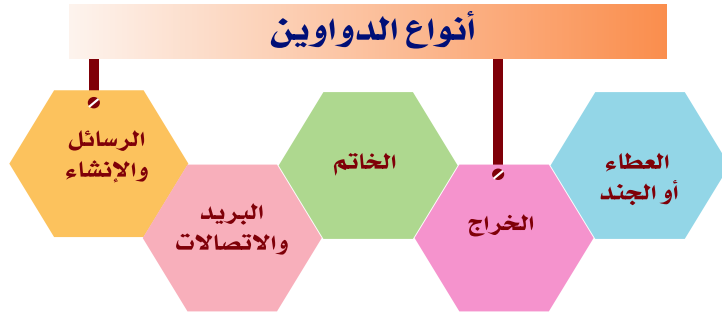 أنواع الدواوين
العطاء
أو الجند
الخراج
الخاتم
البريد
والاتصالات
الرسائل
والإنشاء